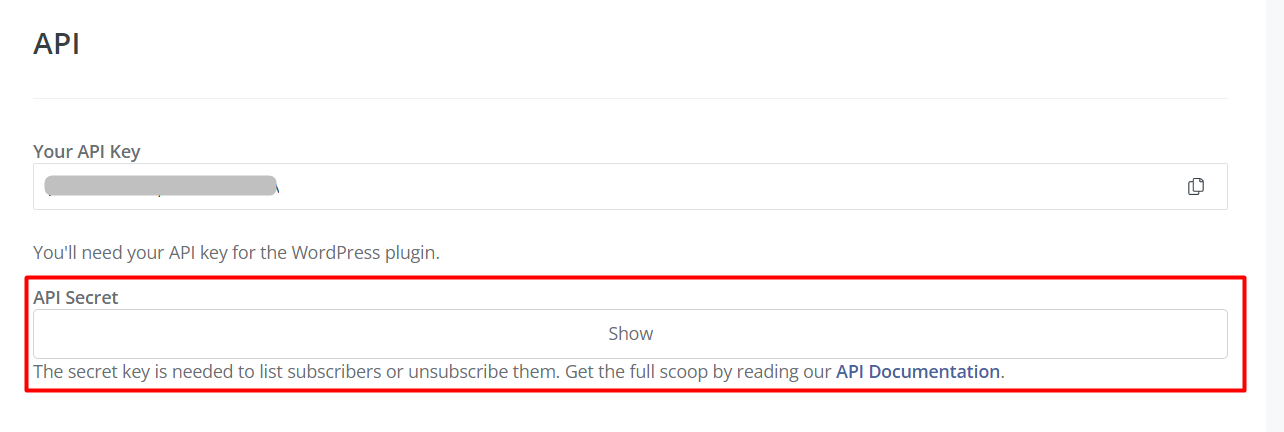 API
Your API Key
You'll need your API key for the WordPress plugin.
API Secret
Show
The secret key is needed to list subscribers or unsubscribe them. Get the full scoop by reading our API Documentation.